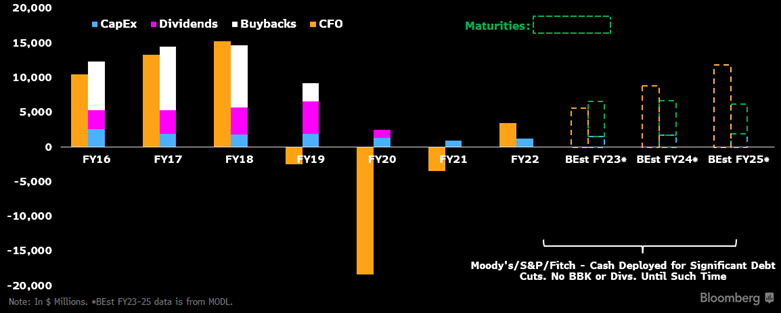 20,000
CapEx Dividends Buybacks CFO
Maturities:
15,000
10,000
5,000
0
FY16 FY17 FY18 FY19 FY20 FY21 FY22 BEst FY23* BEst FY24* BEst FY25*
-5,000
-10,000
-15,000
Moody's/S&P/Fitch - Cash Deployed for Significant Debt
Cuts. No BBK or Divs. Until Such Time
-20,000
Note: In $ Millions. *BEst FY23-25 data is from MODL.
Bloomberg